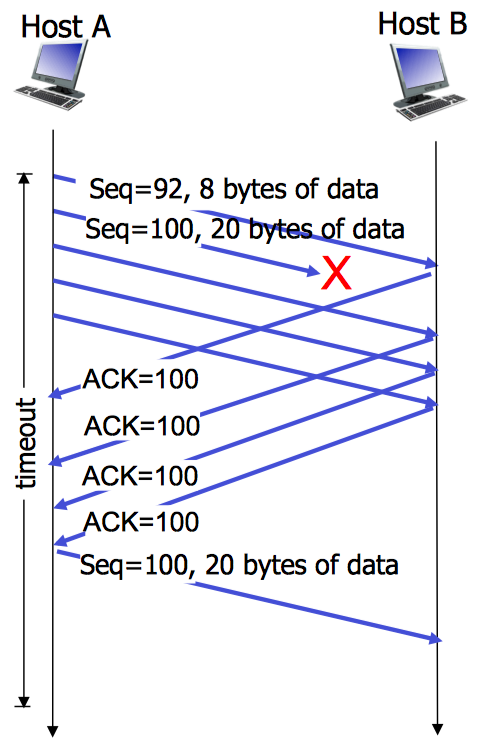 Host A
Host B
Seq=92, 8 bytes of data
Seq=100, 20 bytes of data
X
ACK=100
ACK=100
ACK=100
ACK=100
timeout
Seq=100, 20 bytes of data